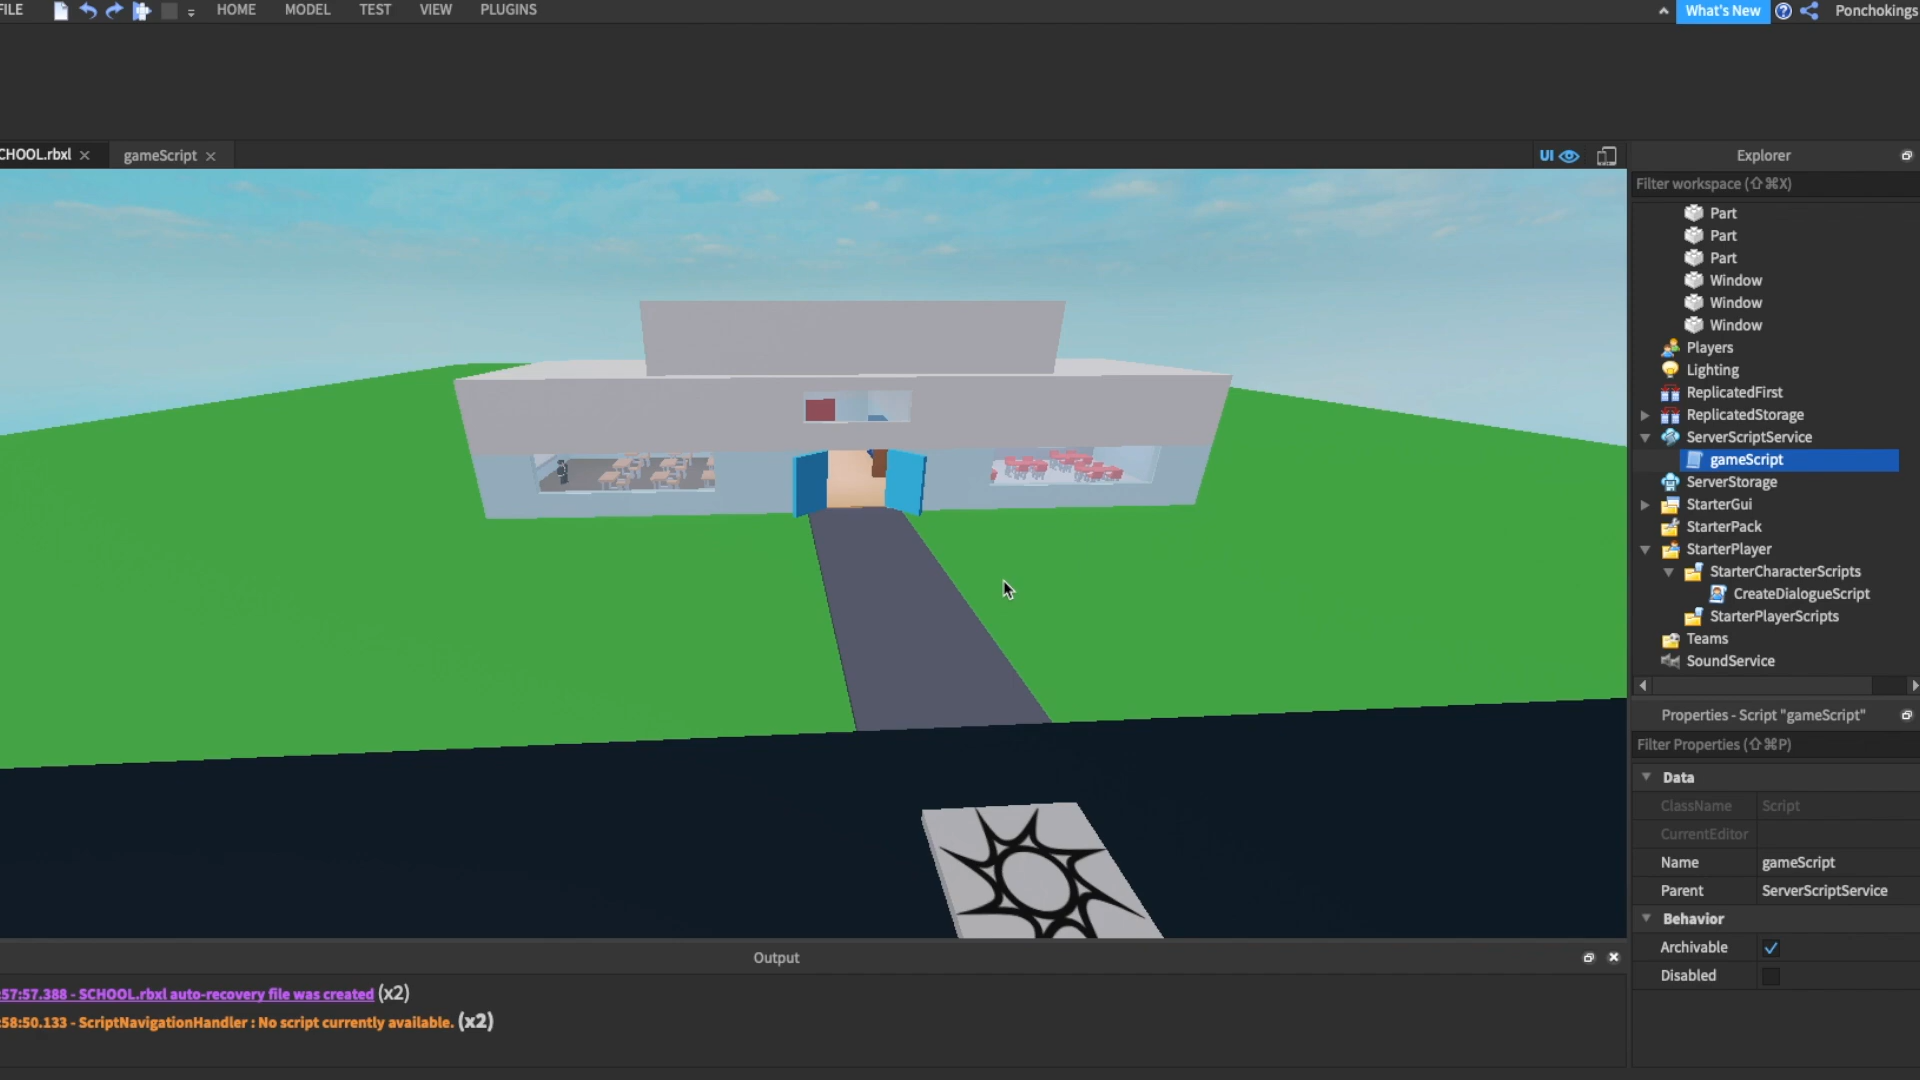 FILE HOME MODEL TEST VIEW PLUGINS What's New Ponchokings
CHOOL.rbxl gameScript UI Explorer
Filter workspace (⇧⌘X)
Part
Part
Part
Window
Window
Window
Players
Lighting
ReplicatedFirst
ReplicatedStorage
ServerScriptService
gameScript
ServerStorage
StarterGui
StarterPack
StarterPlayer
StarterCharacterScripts
CreateDialogueScript
StarterPlayerScripts
Teams
SoundService
Properties - Script "gameScript"
Filter Properties (⇧⌘P)
Data
ClassName Script
CurrentEditor
Name gameScript
Parent ServerScriptService
Behavior
Archivable
Disabled
Output
:57:57.388 - SCHOOL.rbxl auto-recovery file was created (x2)
:58:50.133 - ScriptNavigationHandler : No script currently available. (x2)